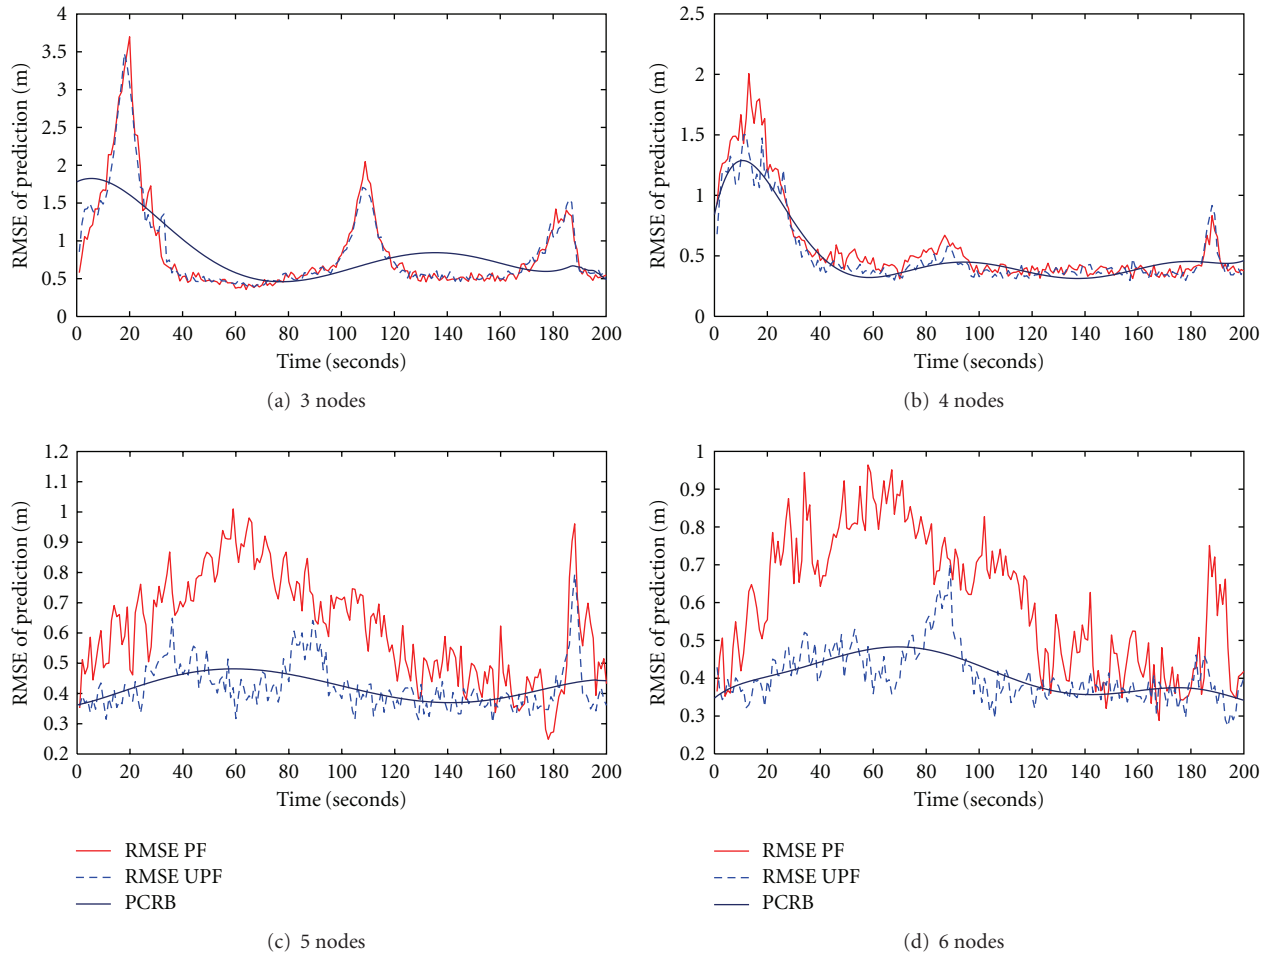 RMSE of prediction (m)
4
3.5
3
2.5
2
1.5
1
0.5
0
0 20 40 60 80 100 120 140 160 180 200
Time (seconds)
(a) 3 nodes
RMSE of prediction (m)
2.5
2
1.5
1
0.5
0
0 20 40 60 80 100 120 140 160 180 200
Time (seconds)
(b) 4 nodes
RMSE of prediction (m)
1.2
1.1
1
0.9
0.8
0.7
0.6
0.5
0.4
0.3
0.2
0 20 40 60 80 100 120 140 160 180 200
Time (seconds)
RMSE PF
RMSE UPF
PCRB
(c) 5 nodes
RMSE of prediction (m)
1
0.9
0.8
0.7
0.6
0.5
0.4
0.3
0.2
0 20 40 60 80 100 120 140 160 180 200
Time (seconds)
RMSE PF
RMSE UPF
PCRB
(d) 6 nodes